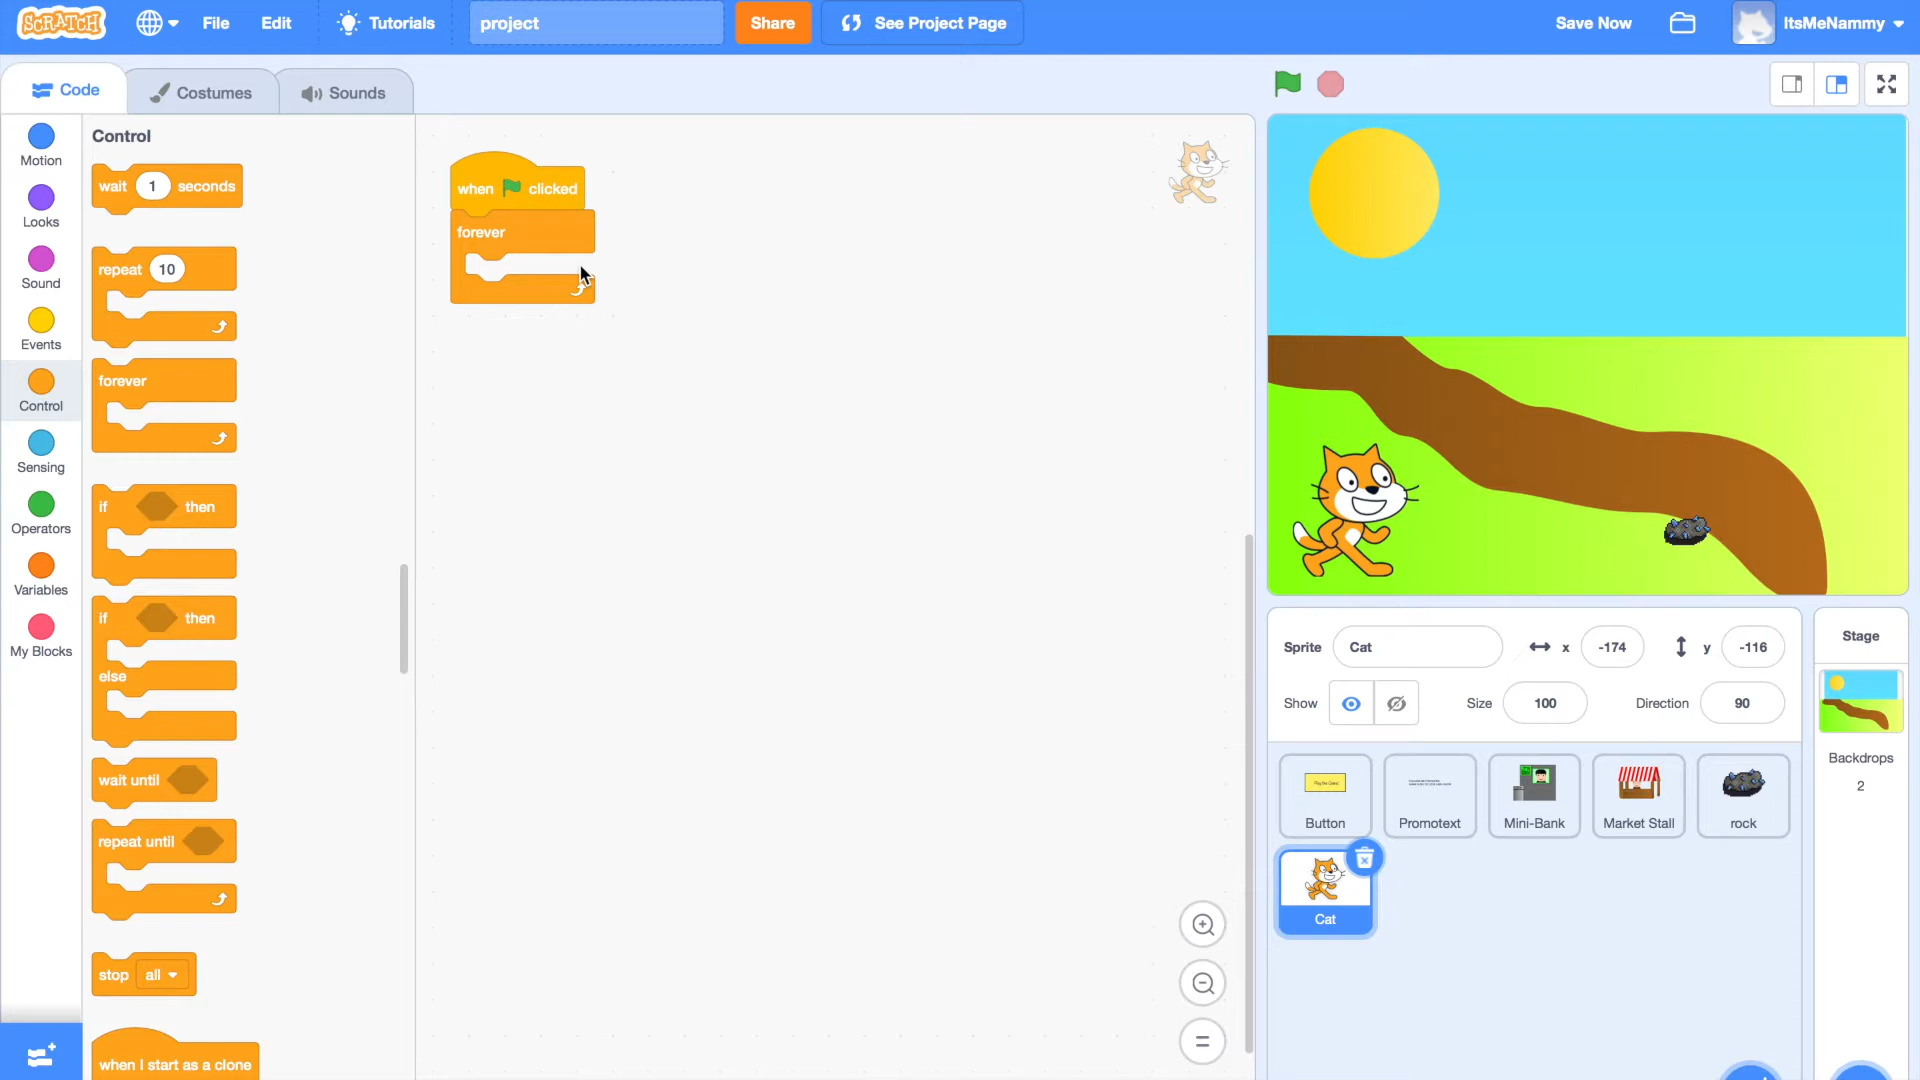 SCRATCH
File
Edit
Tutorials
project
Share
See Project Page
Save Now
ItsMeNammy
Code
Costumes
Sounds
Motion
Looks
Sound
Events
Control
Sensing
Operators
Variables
My Blocks
Control
wait 1 seconds
repeat 10
forever
if then
if then
else
wait until
repeat until
stop all
when I start as a clone
when clicked
forever
Sprite Cat x -174 y -116
Show Size 100 Direction 90
Button
Promotext
Mini-Bank
Market Stall
rock
Cat
Stage
Backdrops
2